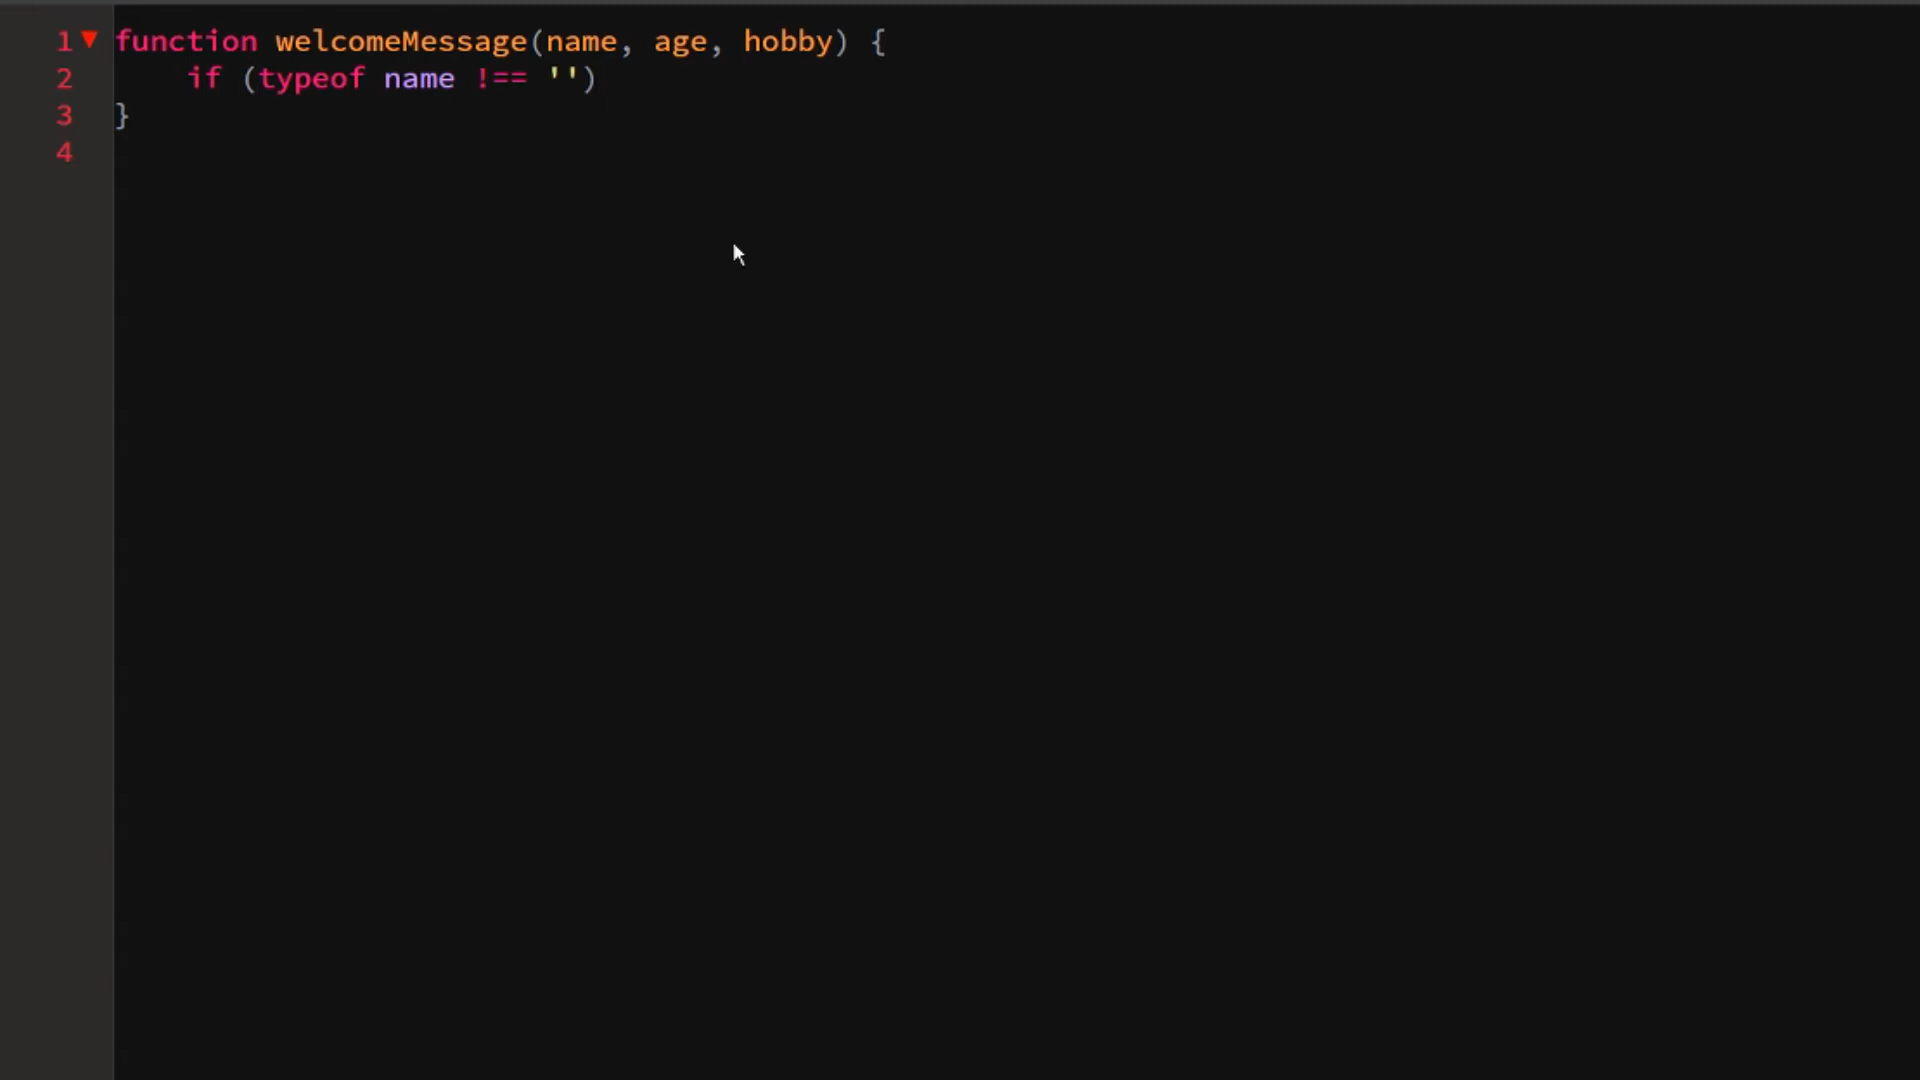 1 function welcomeMessage(name, age, hobby) {
2 if (typeof name !== '')
3 }
4